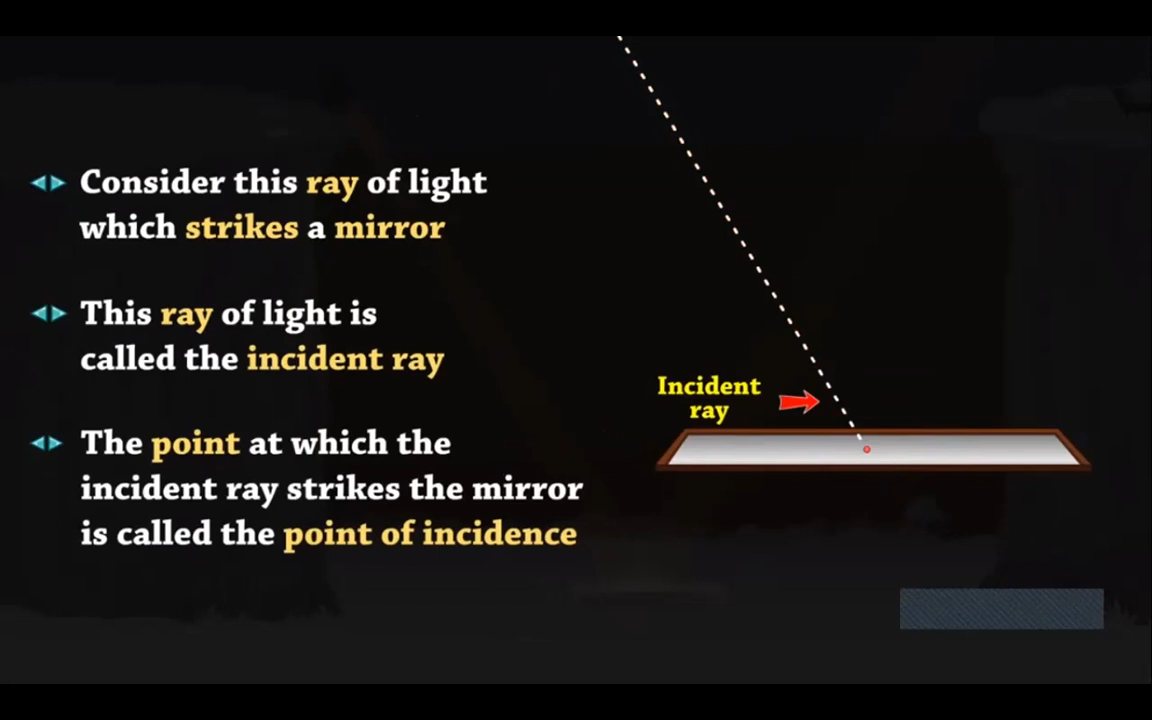 Consider this ray of light
which strikes a mirror
This ray of light is
called the incident ray
The point at which the
incident ray strikes the mirror
is called the point of incidence
Incident
ray